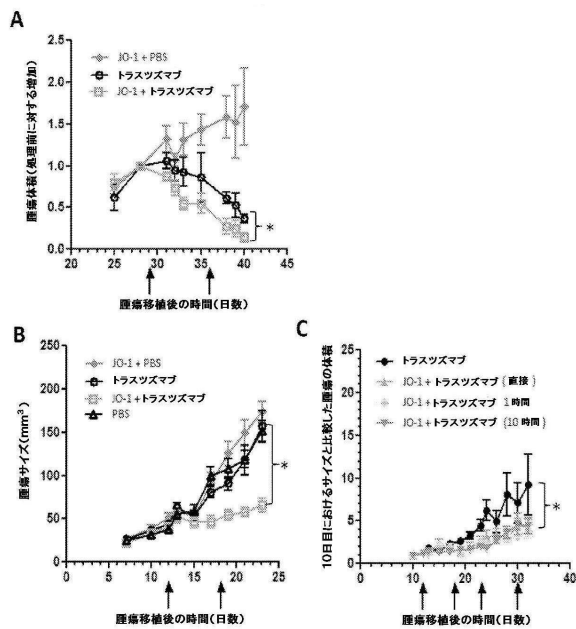 A
JO-1 + PBS
トラスツズマブ
JO-1 + トラスツズマブ
腫瘍体積(処理前に対する増加)
2.5
2.0
1.5
1.0
0.5
0.0
*
20 25 30 35 40 45
腫瘍移植後の時間(日数)
B
JO-1 + PBS
トラスツズマブ
JO-1 + トラスツズマブ
PBS
腫瘍サイズ(mm³)
250
200
150
100
50
0
*
0 5 10 15 20 25
腫瘍移植後の時間(日数)
C
トラスツズマブ
JO-1 + トラスツズマブ (直接)
JO-1 + トラスツズマブ 1時間
JO-1 + トラスツズマブ (10時間)
10日目におけるサイズと比較した腫瘍の体積
25
20
15
10
5
0
*
0 10 20 30 40
腫瘍移植後の時間(日数)